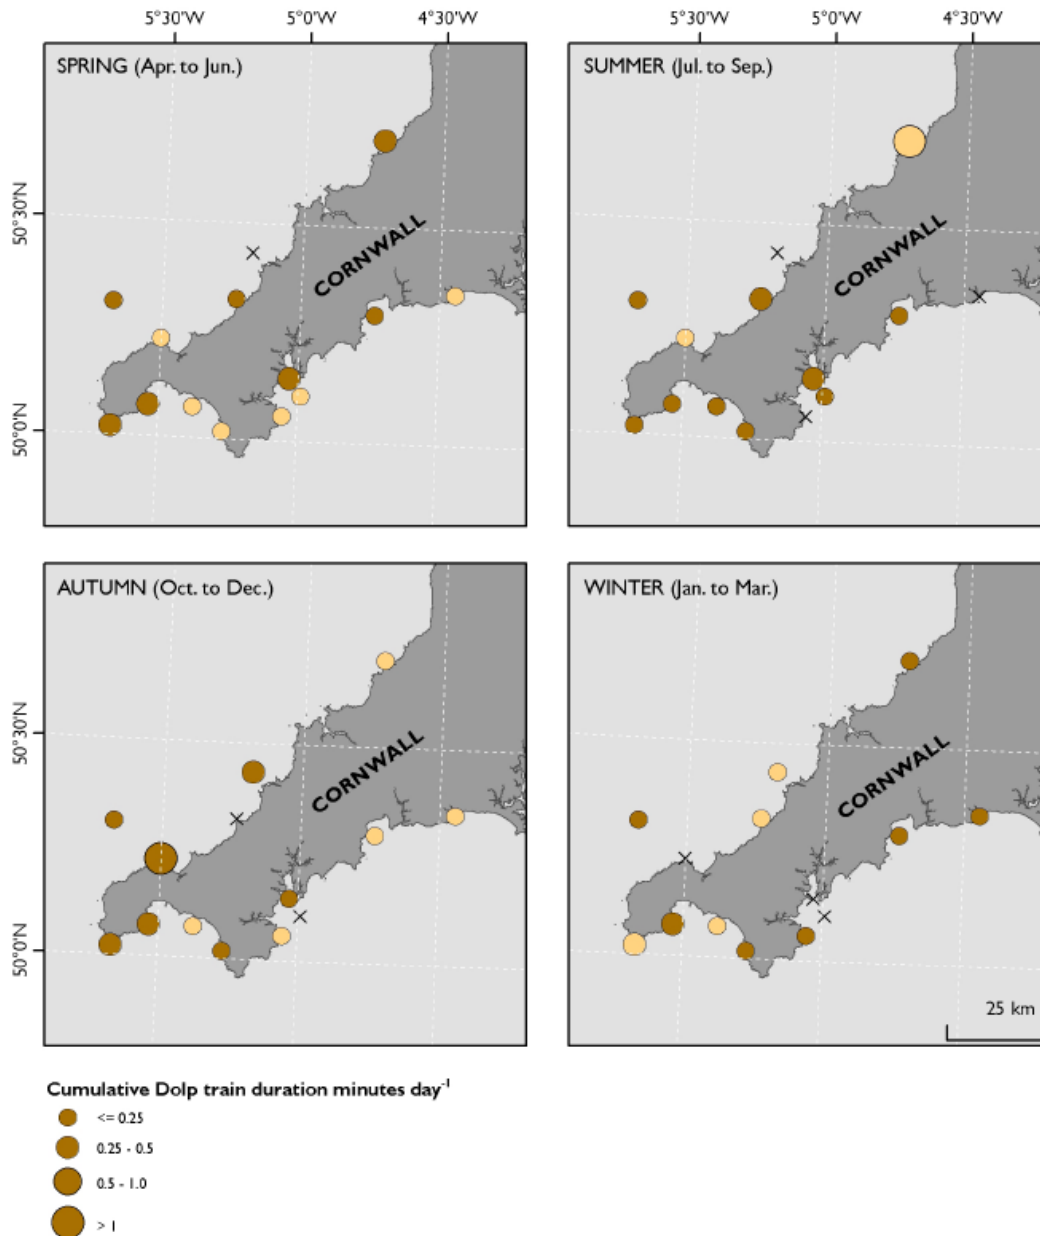 5°30'W 5°0'W 4°30'W 5°30'W 5°0'W 4°30'W
SPRING (Apr. to Jun.) SUMMER (Jul. to Sep.)
50°30'N
CORNWALL CORNWALL
50°0'N
AUTUMN (Oct. to Dec.) WINTER (Jan. to Mar.)
50°30'N
CORNWALL CORNWALL
50°0'N
25 km
Cumulative Dolp train duration minutes day-1
<= 0.25
0.25 - 0.5
0.5 - 1.0
> 1